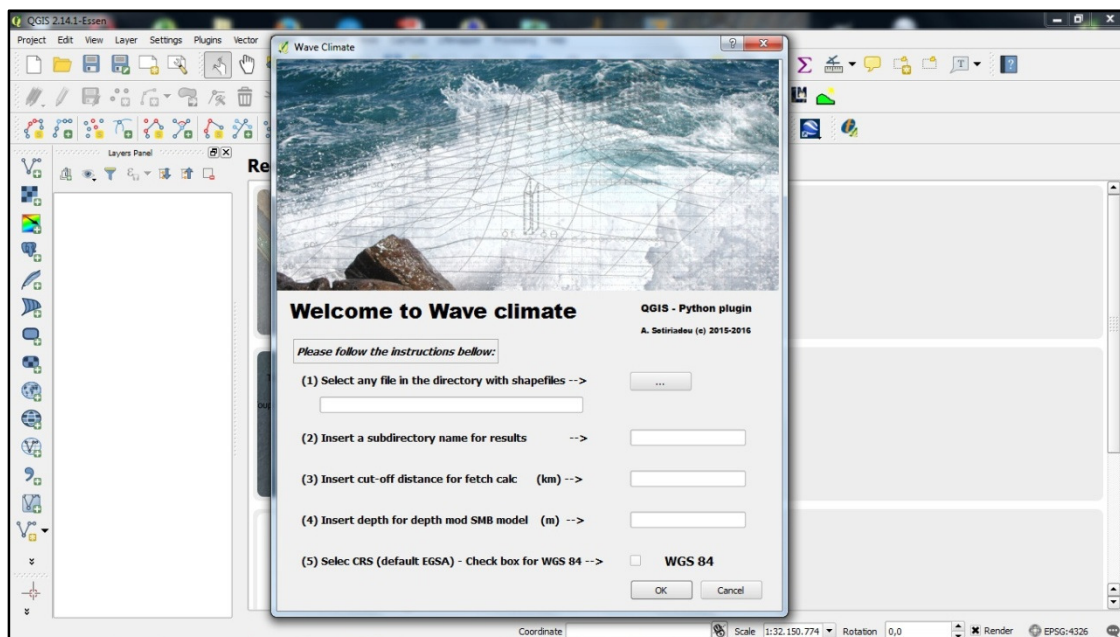 QGIS 2.14.1-Essen
Project Edit View Layer Settings Plugins Vector
Wave Climate
Layers Panel
Re
Welcome to Wave climate
QGIS - Python plugin
A. Sotiriadou (c) 2015-2016
Please follow the instructions bellow:
(1) Select any file in the directory with shapefiles -->
...
(2) Insert a subdirectory name for results -->
(3) Insert cut-off distance for fetch calc (km) -->
(4) Insert depth for depth mod SMB model (m) -->
(5) Selec CRS (default EGSA) - Check box for WGS 84 -->
WGS 84
OK Cancel
Coordinate Scale 1:32.150.774 Rotation 0,0 Render EPSG:4326